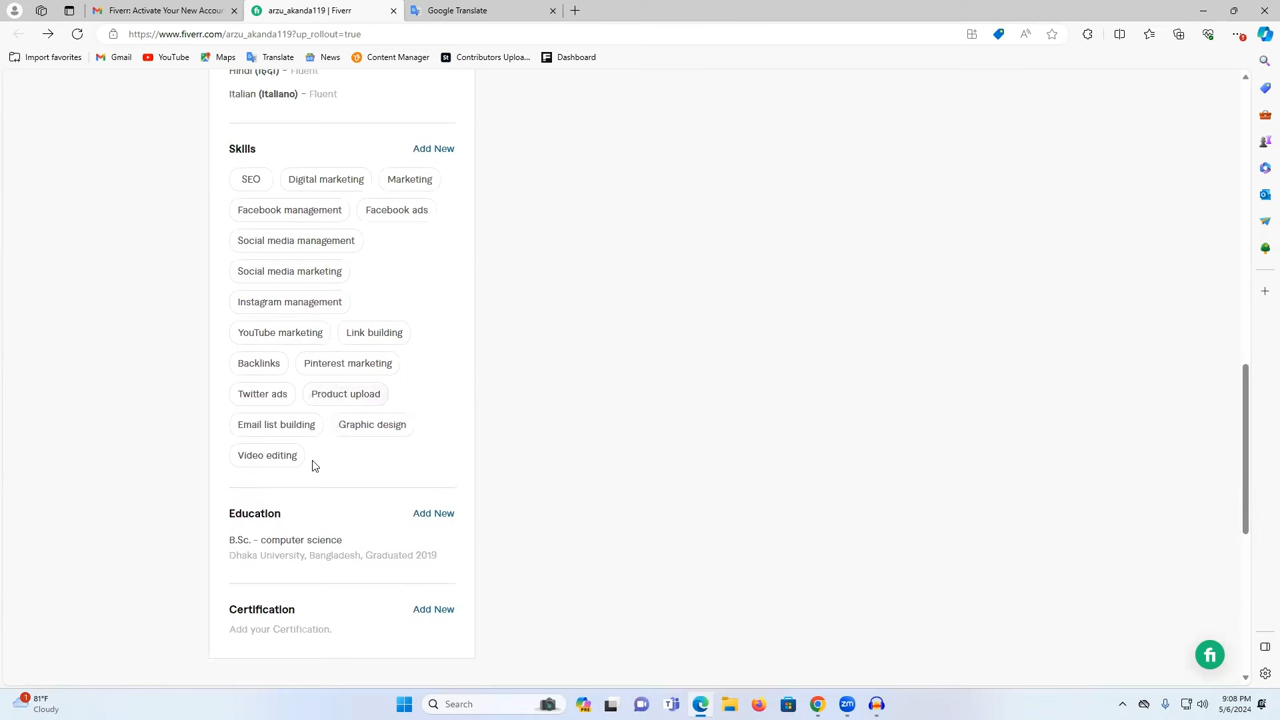 Fiverr: Activate Your New Accou
arzu_akanda119 | Fiverr
Google Translate
https://www.fiverr.com/arzu_akanda119?up_rollout=true
Import favorites
Gmail
YouTube
Maps
Translate
News
Content Manager
Contributors Uploa...
Dashboard
Hindi (हिन्दी) - Fluent
Italian (Italiano) - Fluent
Skills
Add New
SEO
Digital marketing
Marketing
Facebook management
Facebook ads
Social media management
Social media marketing
Instagram management
YouTube marketing
Link building
Backlinks
Pinterest marketing
Twitter ads
Product upload
Email list building
Graphic design
Video editing
Education
Add New
B.Sc. - computer science
Dhaka University, Bangladesh, Graduated 2019
Certification
Add New
Add your Certification.
fi
1
81°F
Cloudy
Search
9:08 PM
5/6/2024